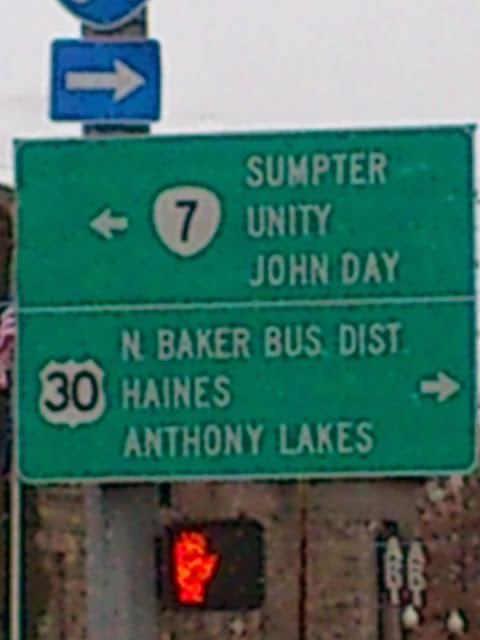 SUMPTER
7 UNITY
JOHN DAY
N. BAKER BUS. DIST.
30 HAINES
ANTHONY LAKES